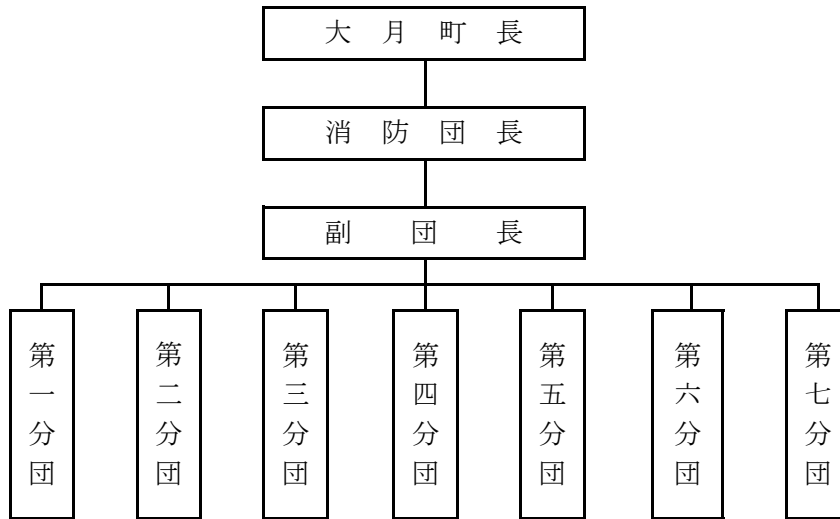 大月町長
消防団長
副団長
第一分団
第二分団
第三分団
第四分団
第五分団
第六分団
第七分団